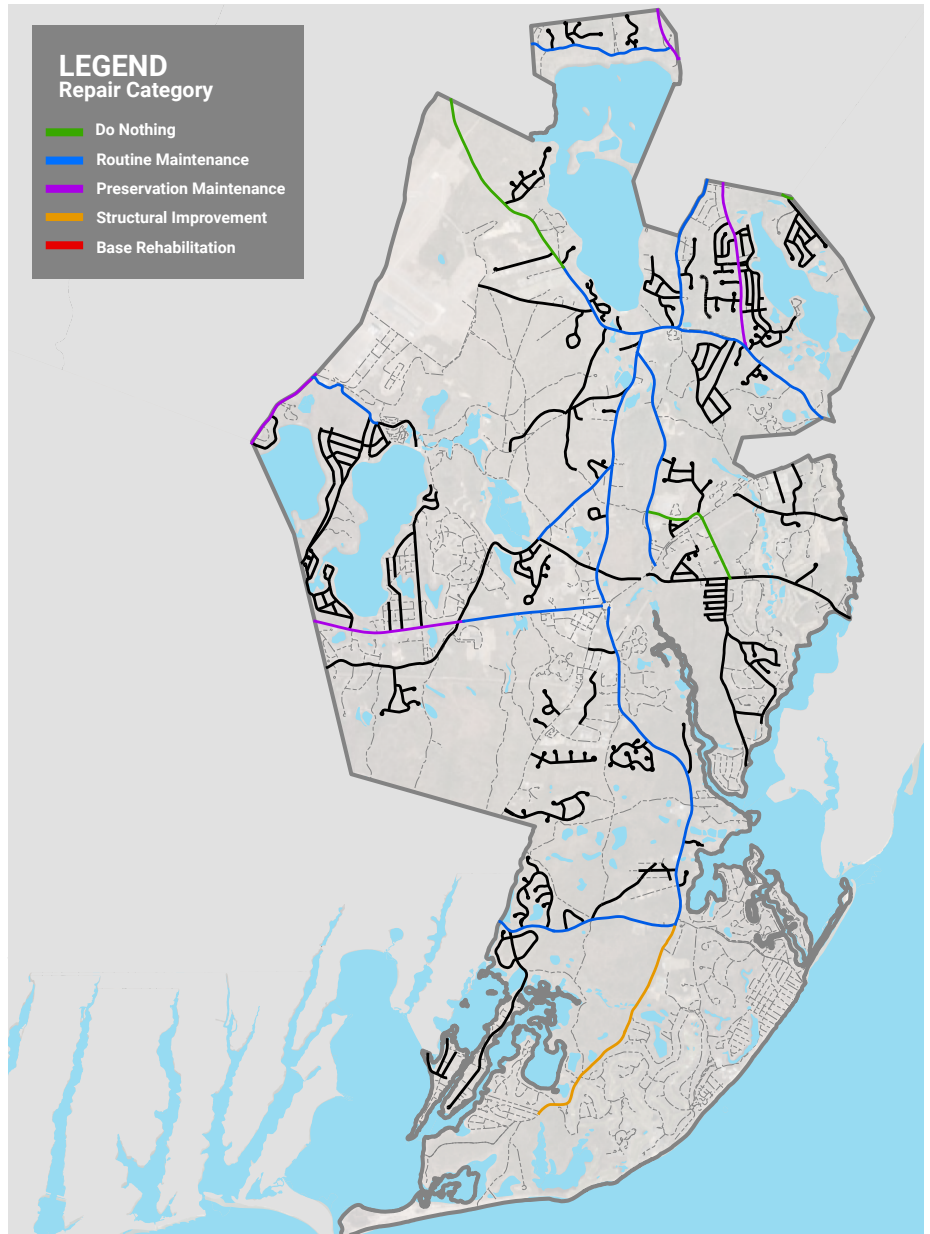 LEGEND
Repair Category
Do Nothing
Routine Maintenance
Preservation Maintenance
Structural Improvement
Base Rehabilitation